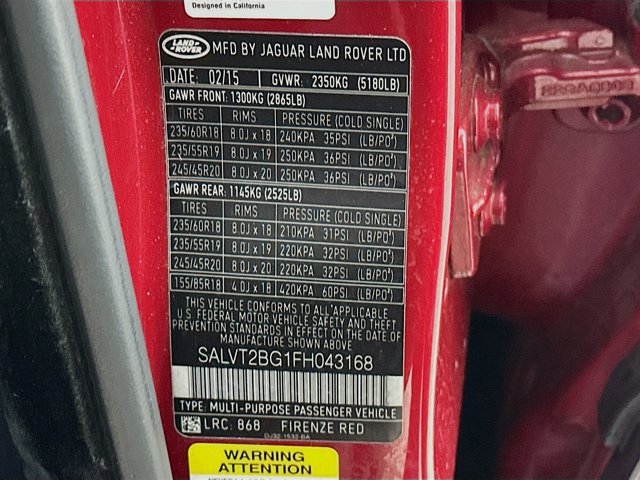 Designed in California
LAND ROVER MFD BY JAGUAR LAND ROVER LTD
DATE: 02/15 GVWR: 2350KG (5180LB)
GAWR FRONT: 1300KG (2865LB)
TIRES RIMS PRESSURE (COLD SINGLE)
235/60R18 8.0J x 18 240KPA 35PSI (LB/PO²)
235/55R19 8.0J x 19 250KPA 36PSI (LB/PO²)
245/45R20 8.0J x 20 250KPA 36PSI (LB/PO²)
GAWR REAR: 1145KG (2525LB)
TIRES RIMS PRESSURE (COLD SINGLE)
235/60R18 8.0J x 18 210KPA 31PSI (LB/PO²)
235/55R19 8.0J x 19 220KPA 32PSI (LB/PO²)
245/45R20 8.0J x 20 220KPA 32PSI (LB/PO²)
155/85R18 4.0J x 18 420KPA 60PSI (LB/PO²)
THIS VEHICLE CONFORMS TO ALL APPLICABLE
U.S. FEDERAL MOTOR VEHICLE SAFETY AND THEFT
PREVENTION STANDARDS IN EFFECT ON THE DATE OF
MANUFACTURE SHOWN ABOVE
SALVT2BG1FH043168
TYPE: MULTI-PURPOSE PASSENGER VEHICLE
LRC: 868 FIRENZE RED
DJ32-1532-BA
WARNING
ATTENTION